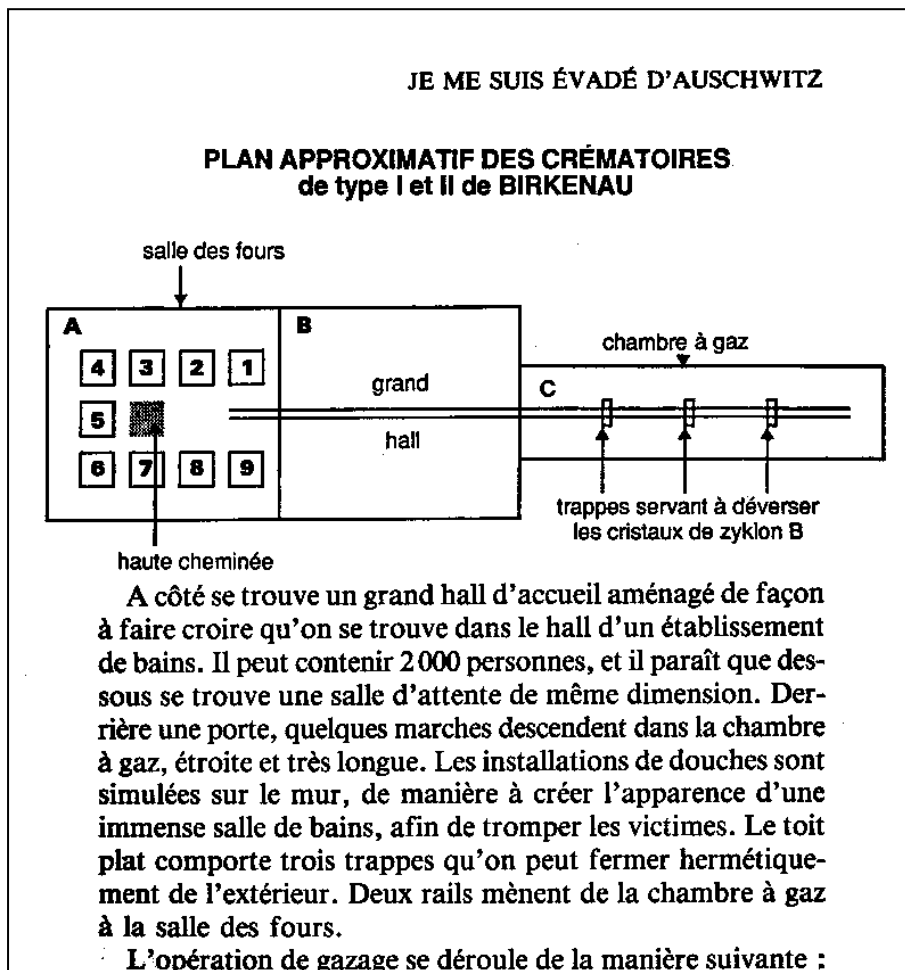 JE ME SUIS ÉVADÉ D'AUSCHWITZ
PLAN APPROXIMATIF DES CRÉMATOIRES
de type I et II de BIRKENAU
salle des fours
A
B
4 3 2 1
5
6 7 8 9
grand
hall
chambre à gaz
C
trappes servant à déverser
les cristaux de zyklon B
haute cheminée
A côté se trouve un grand hall d'accueil aménagé de façon
à faire croire qu'on se trouve dans le hall d'un établissement
de bains. Il peut contenir 2 000 personnes, et il paraît que des-
sous se trouve une salle d'attente de même dimension. Der-
rière une porte, quelques marches descendent dans la chambre
à gaz, étroite et très longue. Les installations de douches sont
simulées sur le mur, de manière à créer l'apparence d'une
immense salle de bains, afin de tromper les victimes. Le toit
plat comporte trois trappes qu'on peut fermer hermétique-
ment de l'extérieur. Deux rails mènent de la chambre à gaz
à la salle des fours.
L'opération de gazage se déroule de la manière suivante :